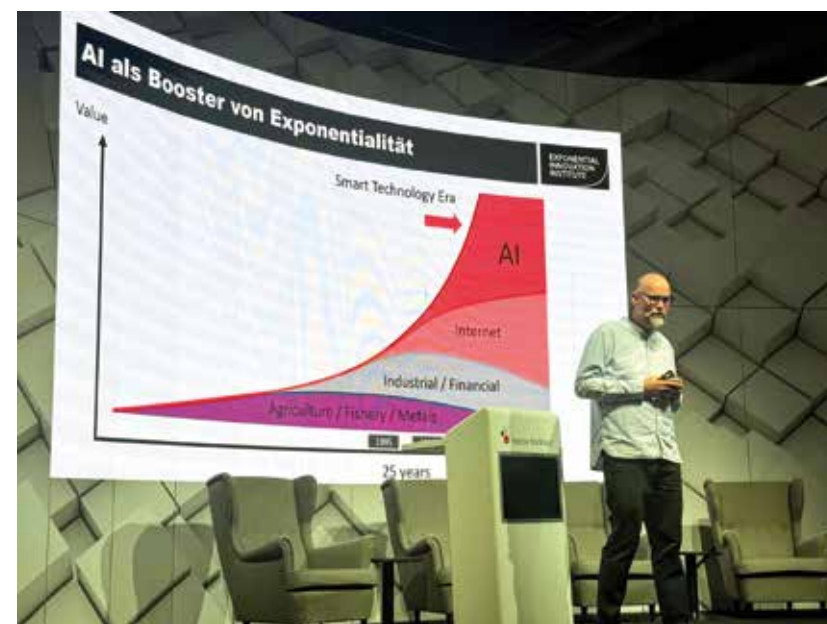 AI als Booster von Exponentialität
EXPONENTIAL
INNOVATION
INSTITUTE
Value
Smart Technology Era
AI
Internet
Industrial / Financial
Agriculture / Fishery / Metals
1995
25 years